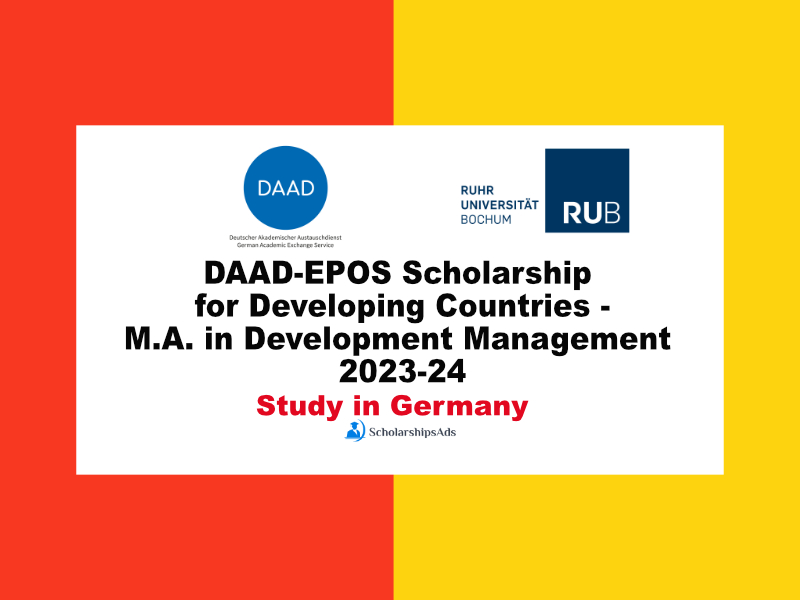 DAAD
Deutscher Akademischer Austauschdienst
German Academic Exchange Service
RUHR
UNIVERSITÄT
BOCHUM
RUB
DAAD-EPOS Scholarship
for Developing Countries -
M.A. in Development Management
2023-24
Study in Germany
ScholarshipsAds